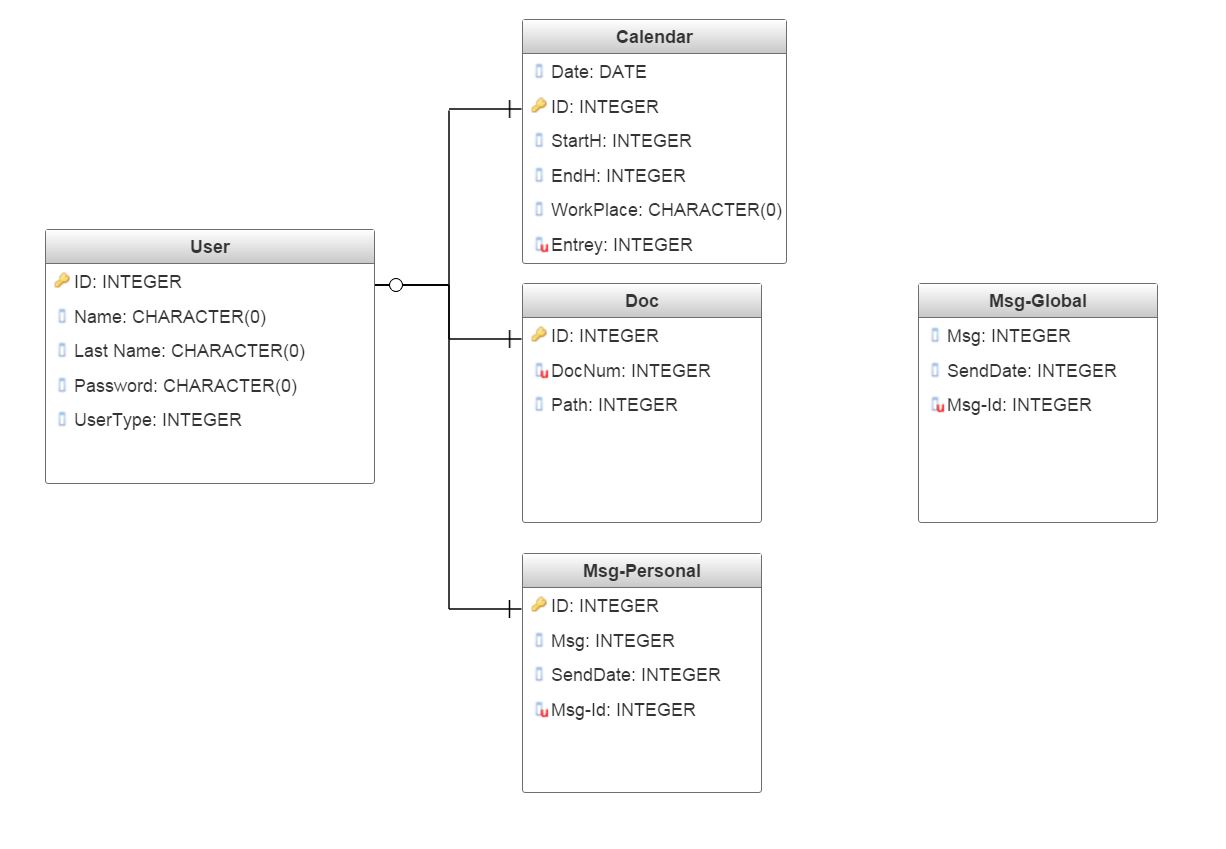 Calendar
Date: DATE
ID: INTEGER
StartH: INTEGER
EndH: INTEGER
WorkPlace: CHARACTER(0)
Entrey: INTEGER
User
ID: INTEGER
Name: CHARACTER(0)
Last Name: CHARACTER(0)
Password: CHARACTER(0)
UserType: INTEGER
Doc
ID: INTEGER
DocNum: INTEGER
Path: INTEGER
Msg-Global
Msg: INTEGER
SendDate: INTEGER
Msg-Id: INTEGER
Msg-Personal
ID: INTEGER
Msg: INTEGER
SendDate: INTEGER
Msg-Id: INTEGER